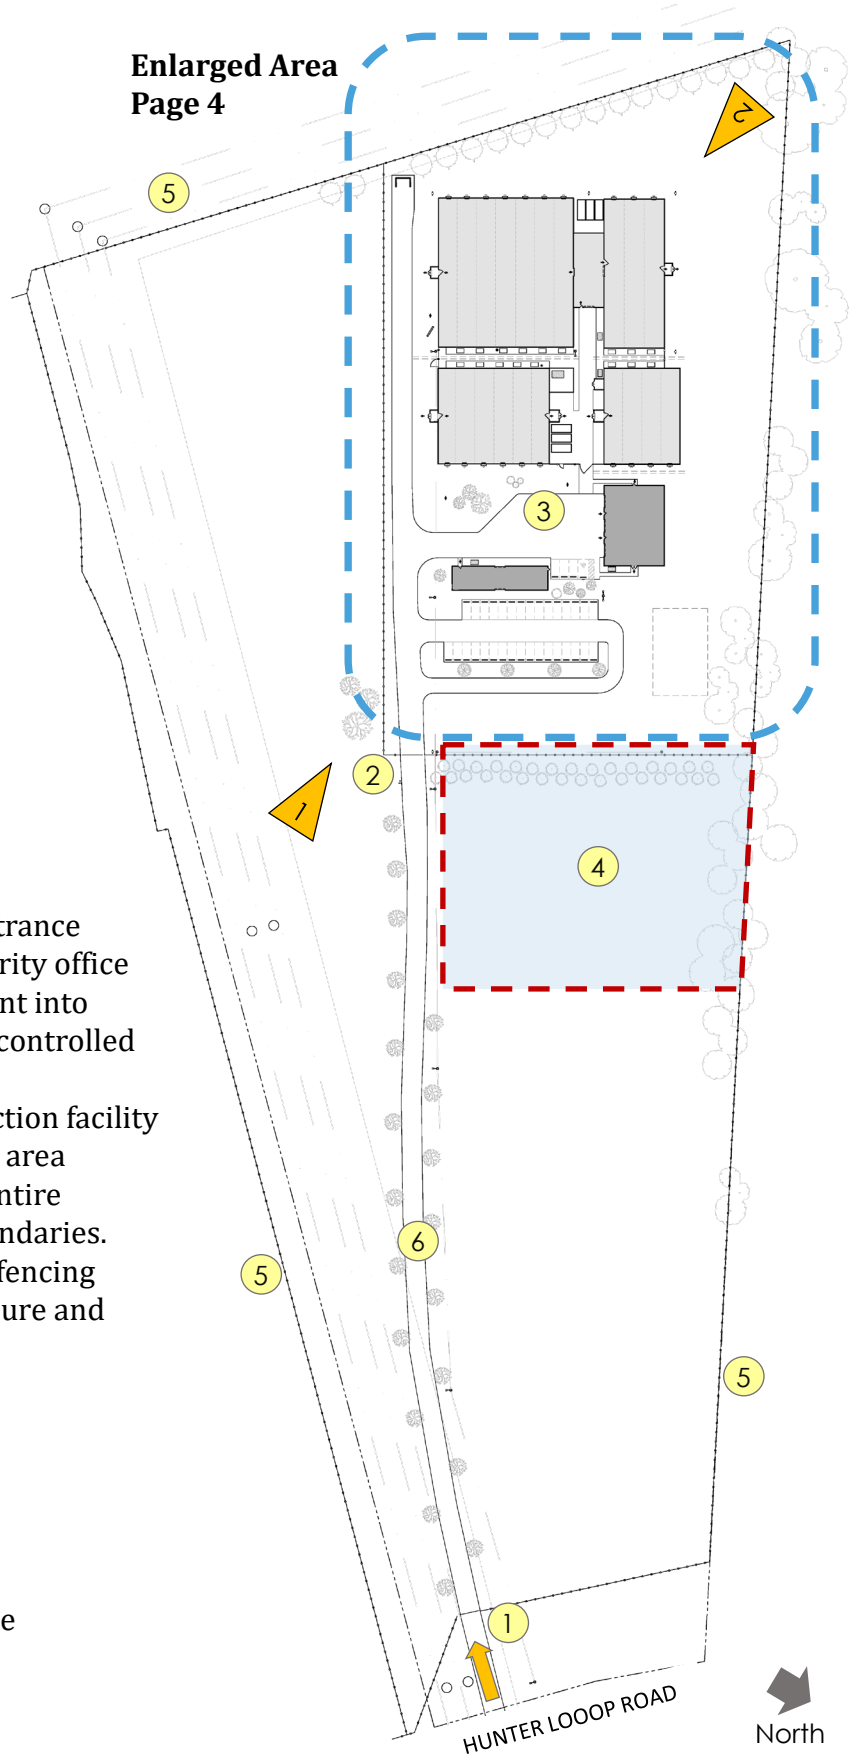 Enlarged Area
Page 4
2
5
3
2
1
4
trance
rity office
nt into
controlled
ction facility
area
ntire
ndaries.
fencing
ure and
6
5
5
e
1
HUNTER LOOOP ROAD
North